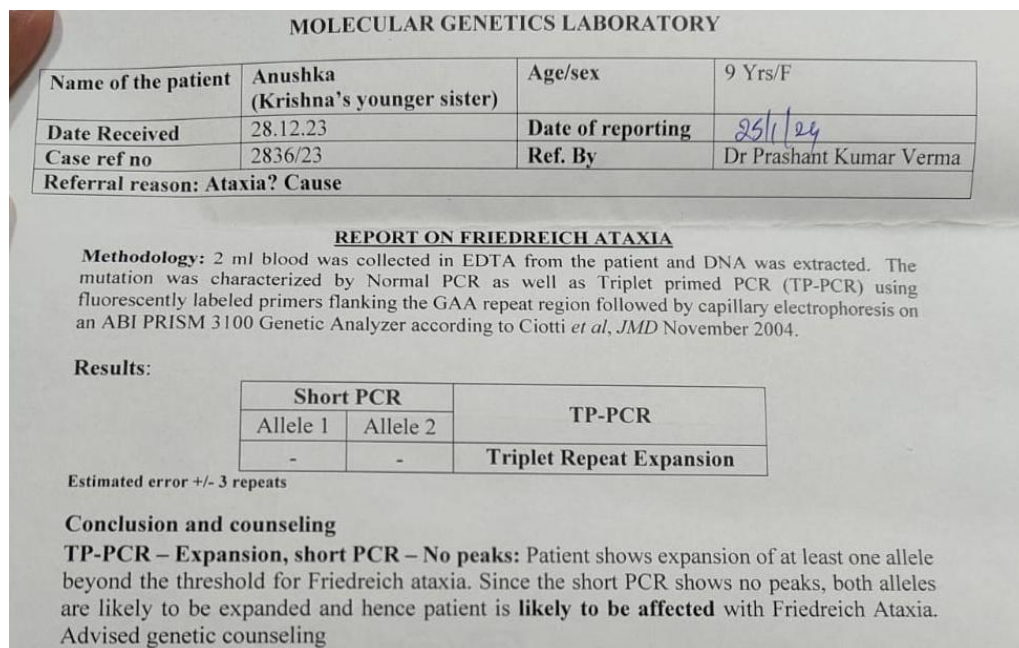 MOLECULAR GENETICS LABORATORY
Name of the patient Anushka Age/sex 9 Yrs/F
(Krishna's younger sister)
Date Received 28.12.23 Date of reporting 25/1/24
Case ref no 2836/23 Ref. By Dr Prashant Kumar Verma
Referral reason: Ataxia? Cause
REPORT ON FRIEDREICH ATAXIA
Methodology: 2 ml blood was collected in EDTA from the patient and DNA was extracted. The
mutation was characterized by Normal PCR as well as Triplet primed PCR (TP-PCR) using
fluorescently labeled primers flanking the GAA repeat region followed by capillary electrophoresis on
an ABI PRISM 3100 Genetic Analyzer according to Ciotti et al, JMD November 2004.
Results:
Short PCR TP-PCR
Allele 1 Allele 2
- - Triplet Repeat Expansion
Estimated error +/- 3 repeats
Conclusion and counseling
TP-PCR – Expansion, short PCR – No peaks: Patient shows expansion of at least one allele
beyond the threshold for Friedreich ataxia. Since the short PCR shows no peaks, both alleles
are likely to be expanded and hence patient is likely to be affected with Friedreich Ataxia.
Advised genetic counseling